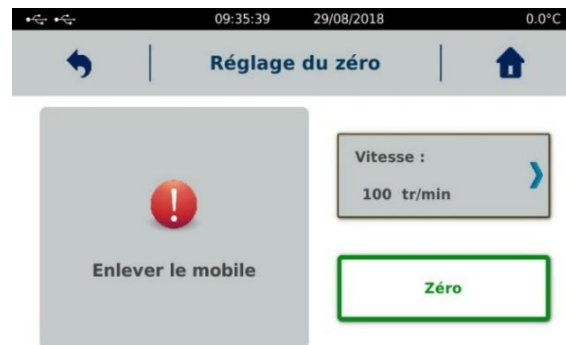 09:35:39 29/08/2018 0.0°C
Réglage du zéro
Vitesse :
100 tr/min
Enlever le mobile
Zéro